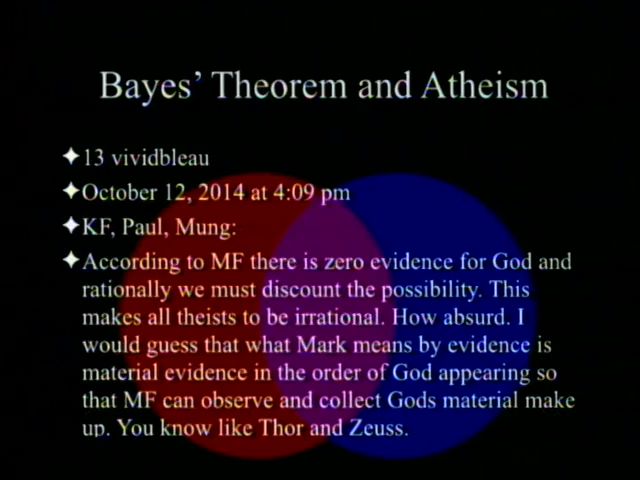 Bayes' Theorem and Atheism
✦13 vividbleau
✦October 12, 2014 at 4:09 pm
✦KF, Paul, Mung:
✦According to MF there is zero evidence for God and
rationally we must discount the possibility. This
makes all theists to be irrational. How absurd. I
would guess that what Mark means by evidence is
material evidence in the order of God appearing so
that MF can observe and collect Gods material make
up. You know like Thor and Zeuss.